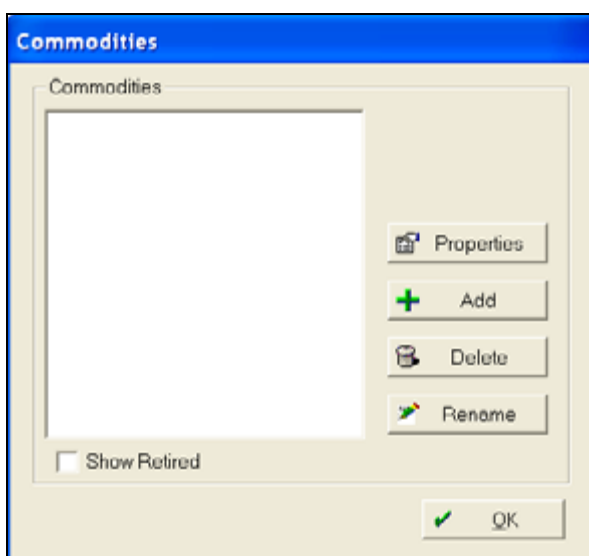 Commodities
Commodities
Properties
Add
Delete
Rename
Show Retired
OK